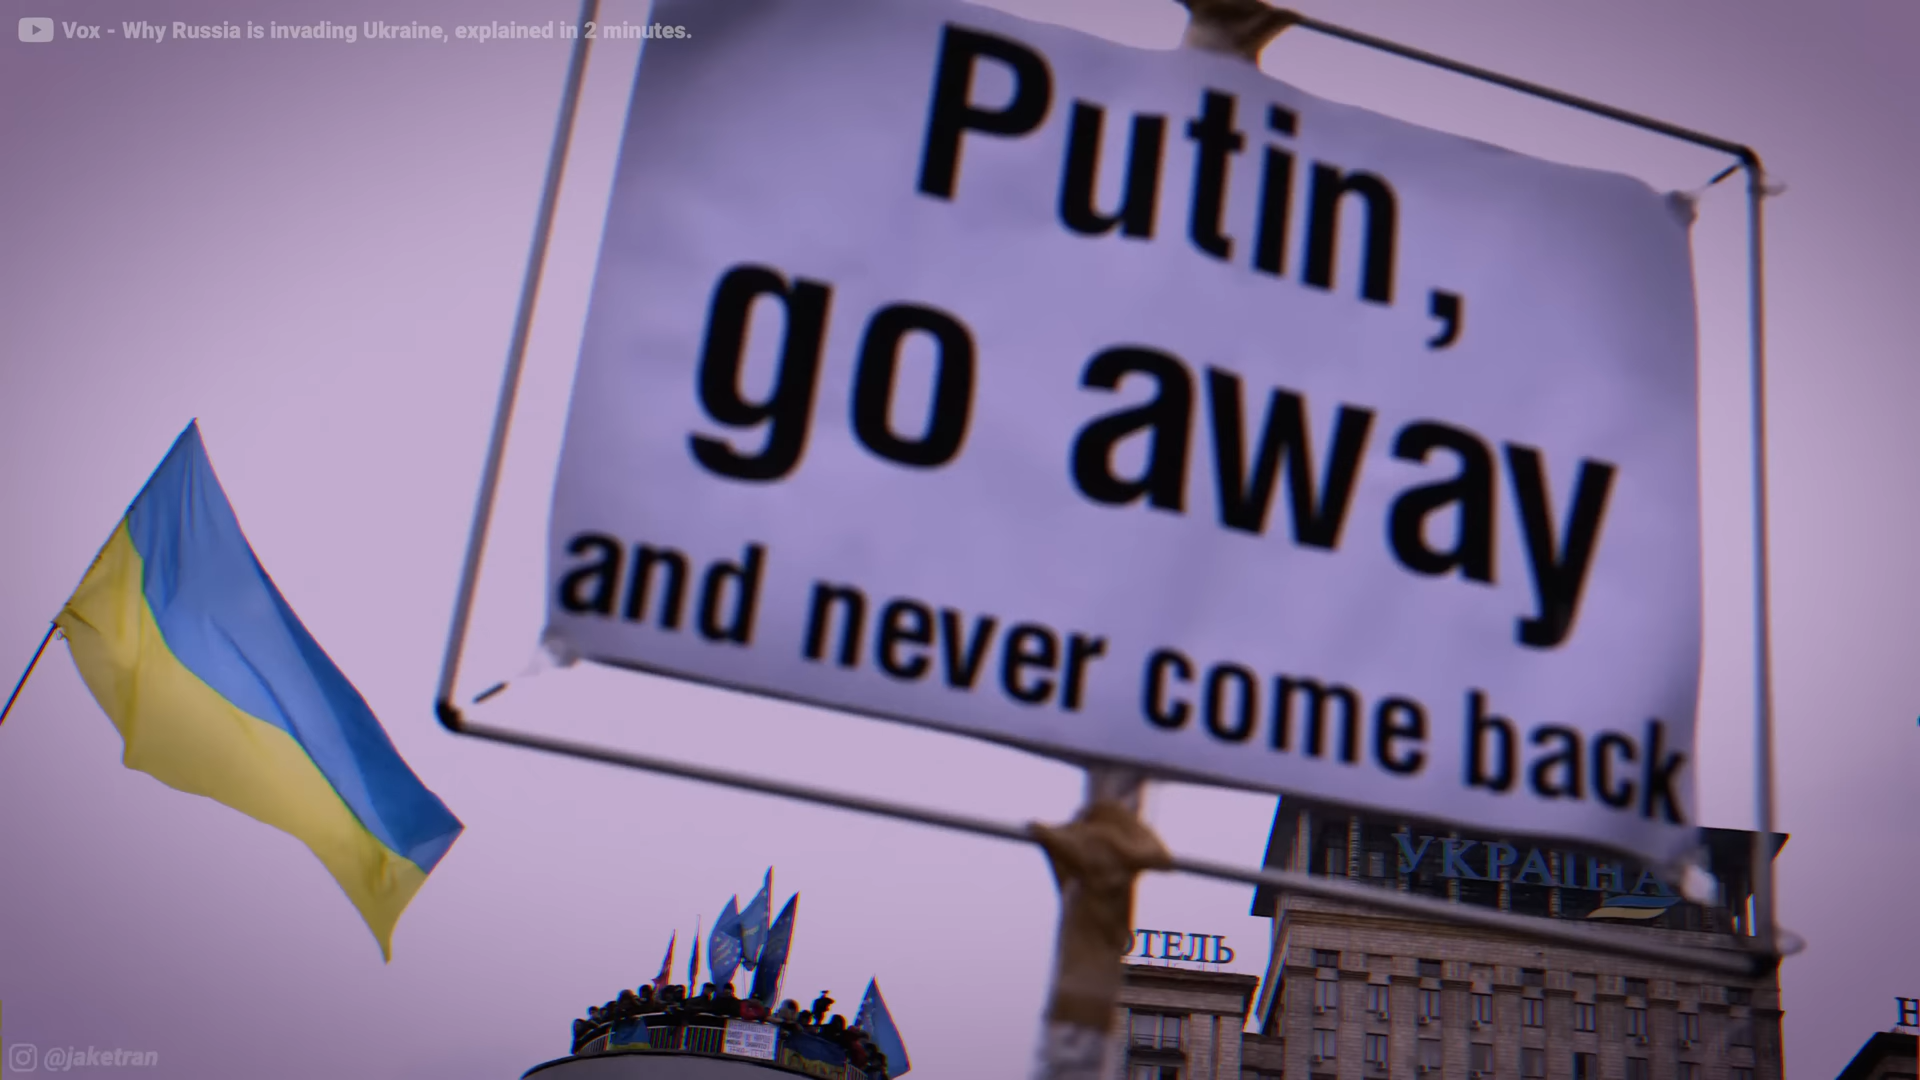 Vox - Why Russia is invading Ukraine, explained in 2 minutes.
Putin,
go away
and never come back
УКРАЇНА
ОТЕЛЬ
@jaketran